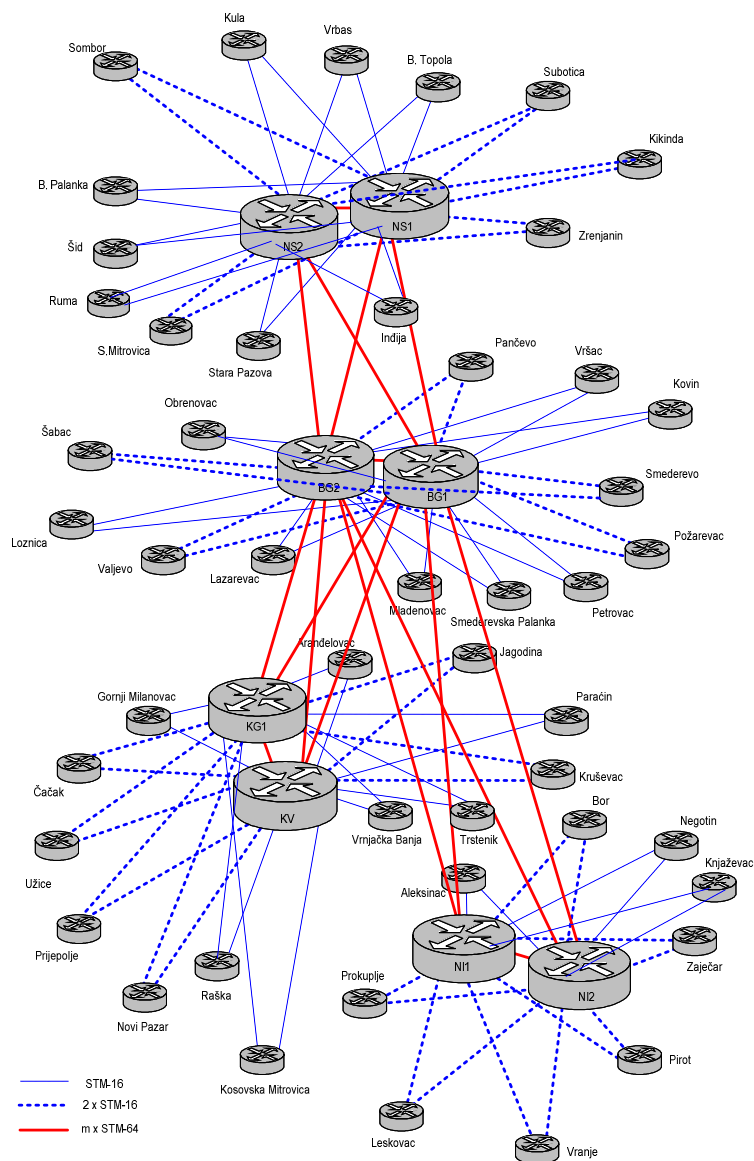 Kula
Vrbas
Sombor
B. Topola
Subotica
Kikinda
B. Palanka
NS1
Zrenjanin
NS2
Šid
Ruma
Inđija
S.Mitrovica
Stara Pazova
Pančevo
Vršac
Kovin
Obrenovac
Šabac
Smederevo
BG2
BG1
Loznica
Požarevac
Valjevo
Lazarevac
Mladenovac
Petrovac
Smederevska Palanka
Aranđelovac
Jagodina
Gornji Milanovac
Paraćin
KG1
Čačak
Kruševac
KV
Bor
Vrnjačka Banja
Trstenik
Negotin
Knjaževac
Užice
Aleksinac
Prijepolje
NI1
Zaječar
Prokuplje
NI2
Raška
Novi Pazar
Pirot
Kosovska Mitrovica
Leskovac
Vranje
STM-16
2 x STM-16
m x STM-64